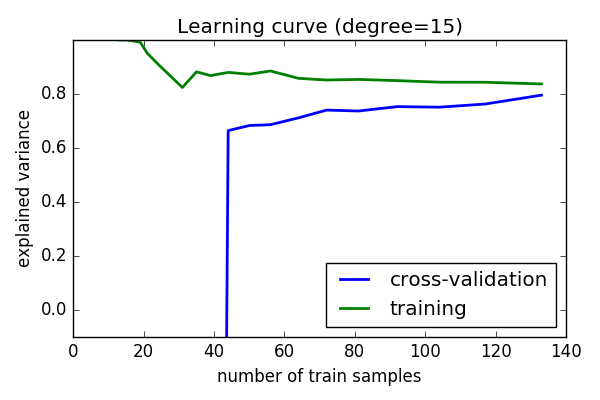 Learning curve (degree=15)
explained variance
0.8
0.6
0.4
0.2
0.0
cross-validation
training
0 20 40 60 80 100 120 140
number of train samples